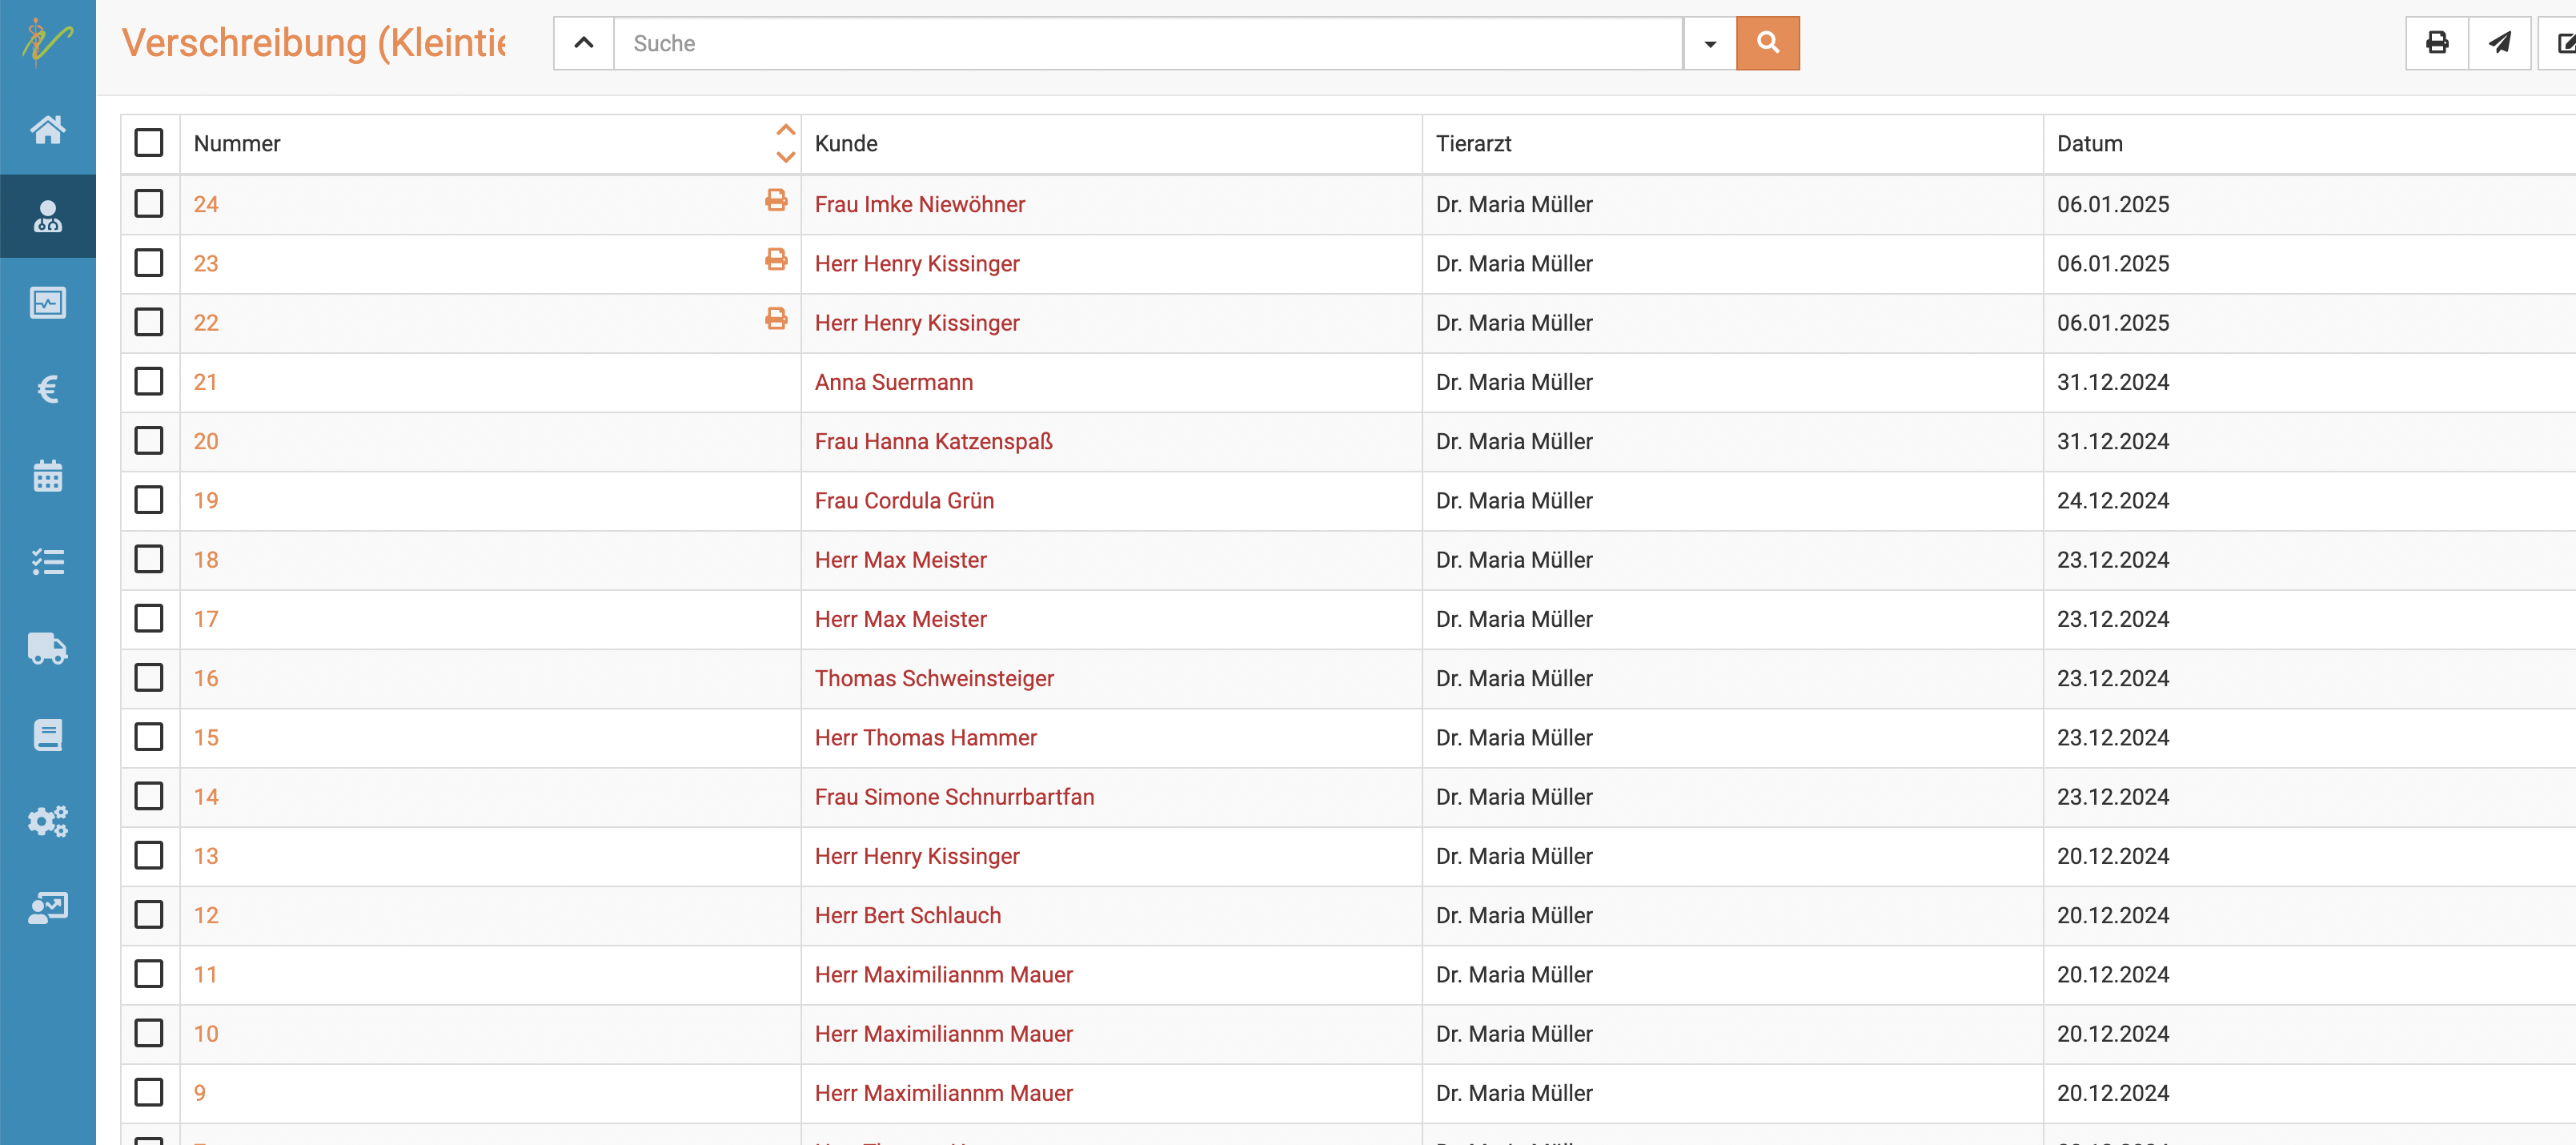 Verschreibung (Kleintie
Suche
Nummer Kunde Tierarzt Datum
24 Frau Imke Niewöhner Dr. Maria Müller 06.01.2025
23 Herr Henry Kissinger Dr. Maria Müller 06.01.2025
22 Herr Henry Kissinger Dr. Maria Müller 06.01.2025
21 Anna Suermann Dr. Maria Müller 31.12.2024
20 Frau Hanna Katzenspaß Dr. Maria Müller 31.12.2024
19 Frau Cordula Grün Dr. Maria Müller 24.12.2024
18 Herr Max Meister Dr. Maria Müller 23.12.2024
17 Herr Max Meister Dr. Maria Müller 23.12.2024
16 Thomas Schweinsteiger Dr. Maria Müller 23.12.2024
15 Herr Thomas Hammer Dr. Maria Müller 23.12.2024
14 Frau Simone Schnurrbartfan Dr. Maria Müller 23.12.2024
13 Herr Henry Kissinger Dr. Maria Müller 20.12.2024
12 Herr Bert Schlauch Dr. Maria Müller 20.12.2024
11 Herr Maximiliannm Mauer Dr. Maria Müller 20.12.2024
10 Herr Maximiliannm Mauer Dr. Maria Müller 20.12.2024
9 Herr Maximiliannm Mauer Dr. Maria Müller 20.12.2024